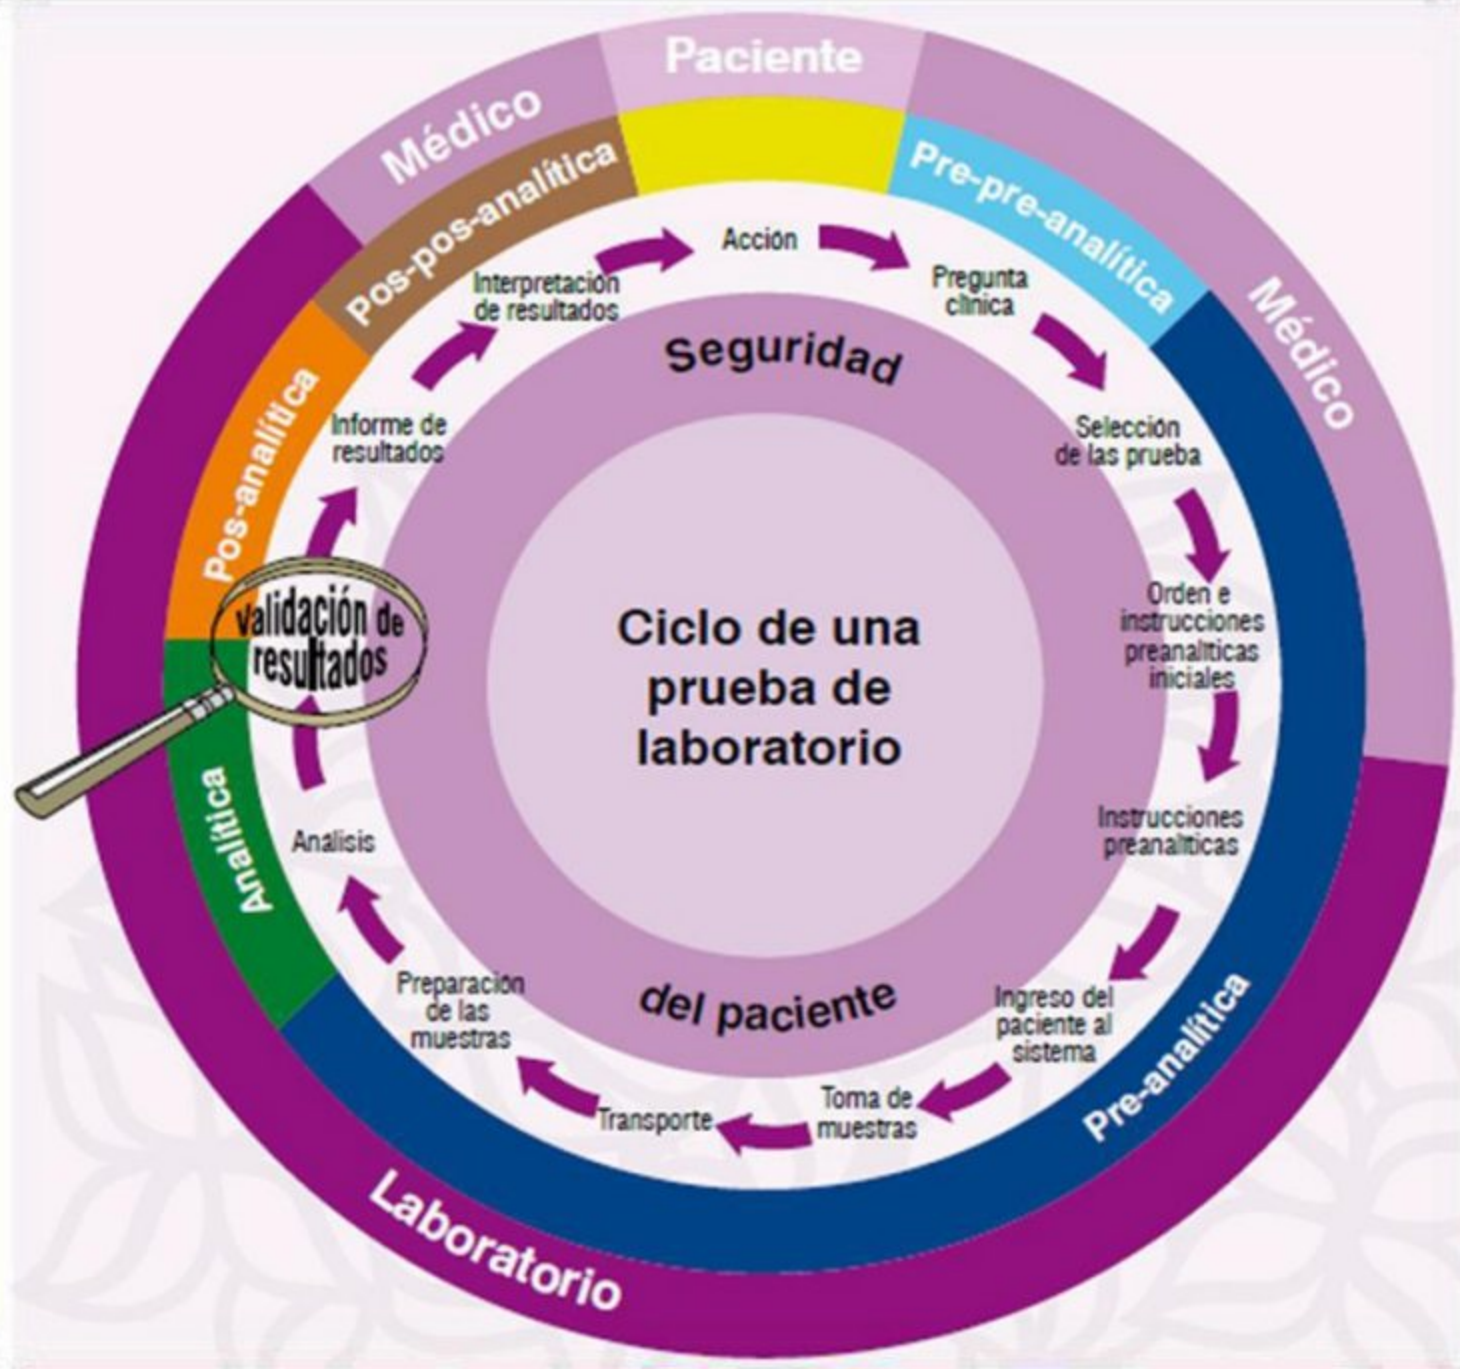 Paciente
Médico
Pos-pos-analítica
Pre-pre-analítica
Médico
Acción
Pregunta
clínica
Selección
de las prueba
Orden e
instrucciones
preanalíticas
iniciales
Instrucciones
preanalíticas
Ingreso del
paciente al
sistema
Toma de
muestras
Transporte
Preparación
de las
muestras
Análisis
Validación de
resultados
Informe de
resultados
Interpretación
de resultados
Pos-analítica
Analítica
Pre-analítica
Laboratorio
Seguridad
Ciclo de una
prueba de
laboratorio
del paciente